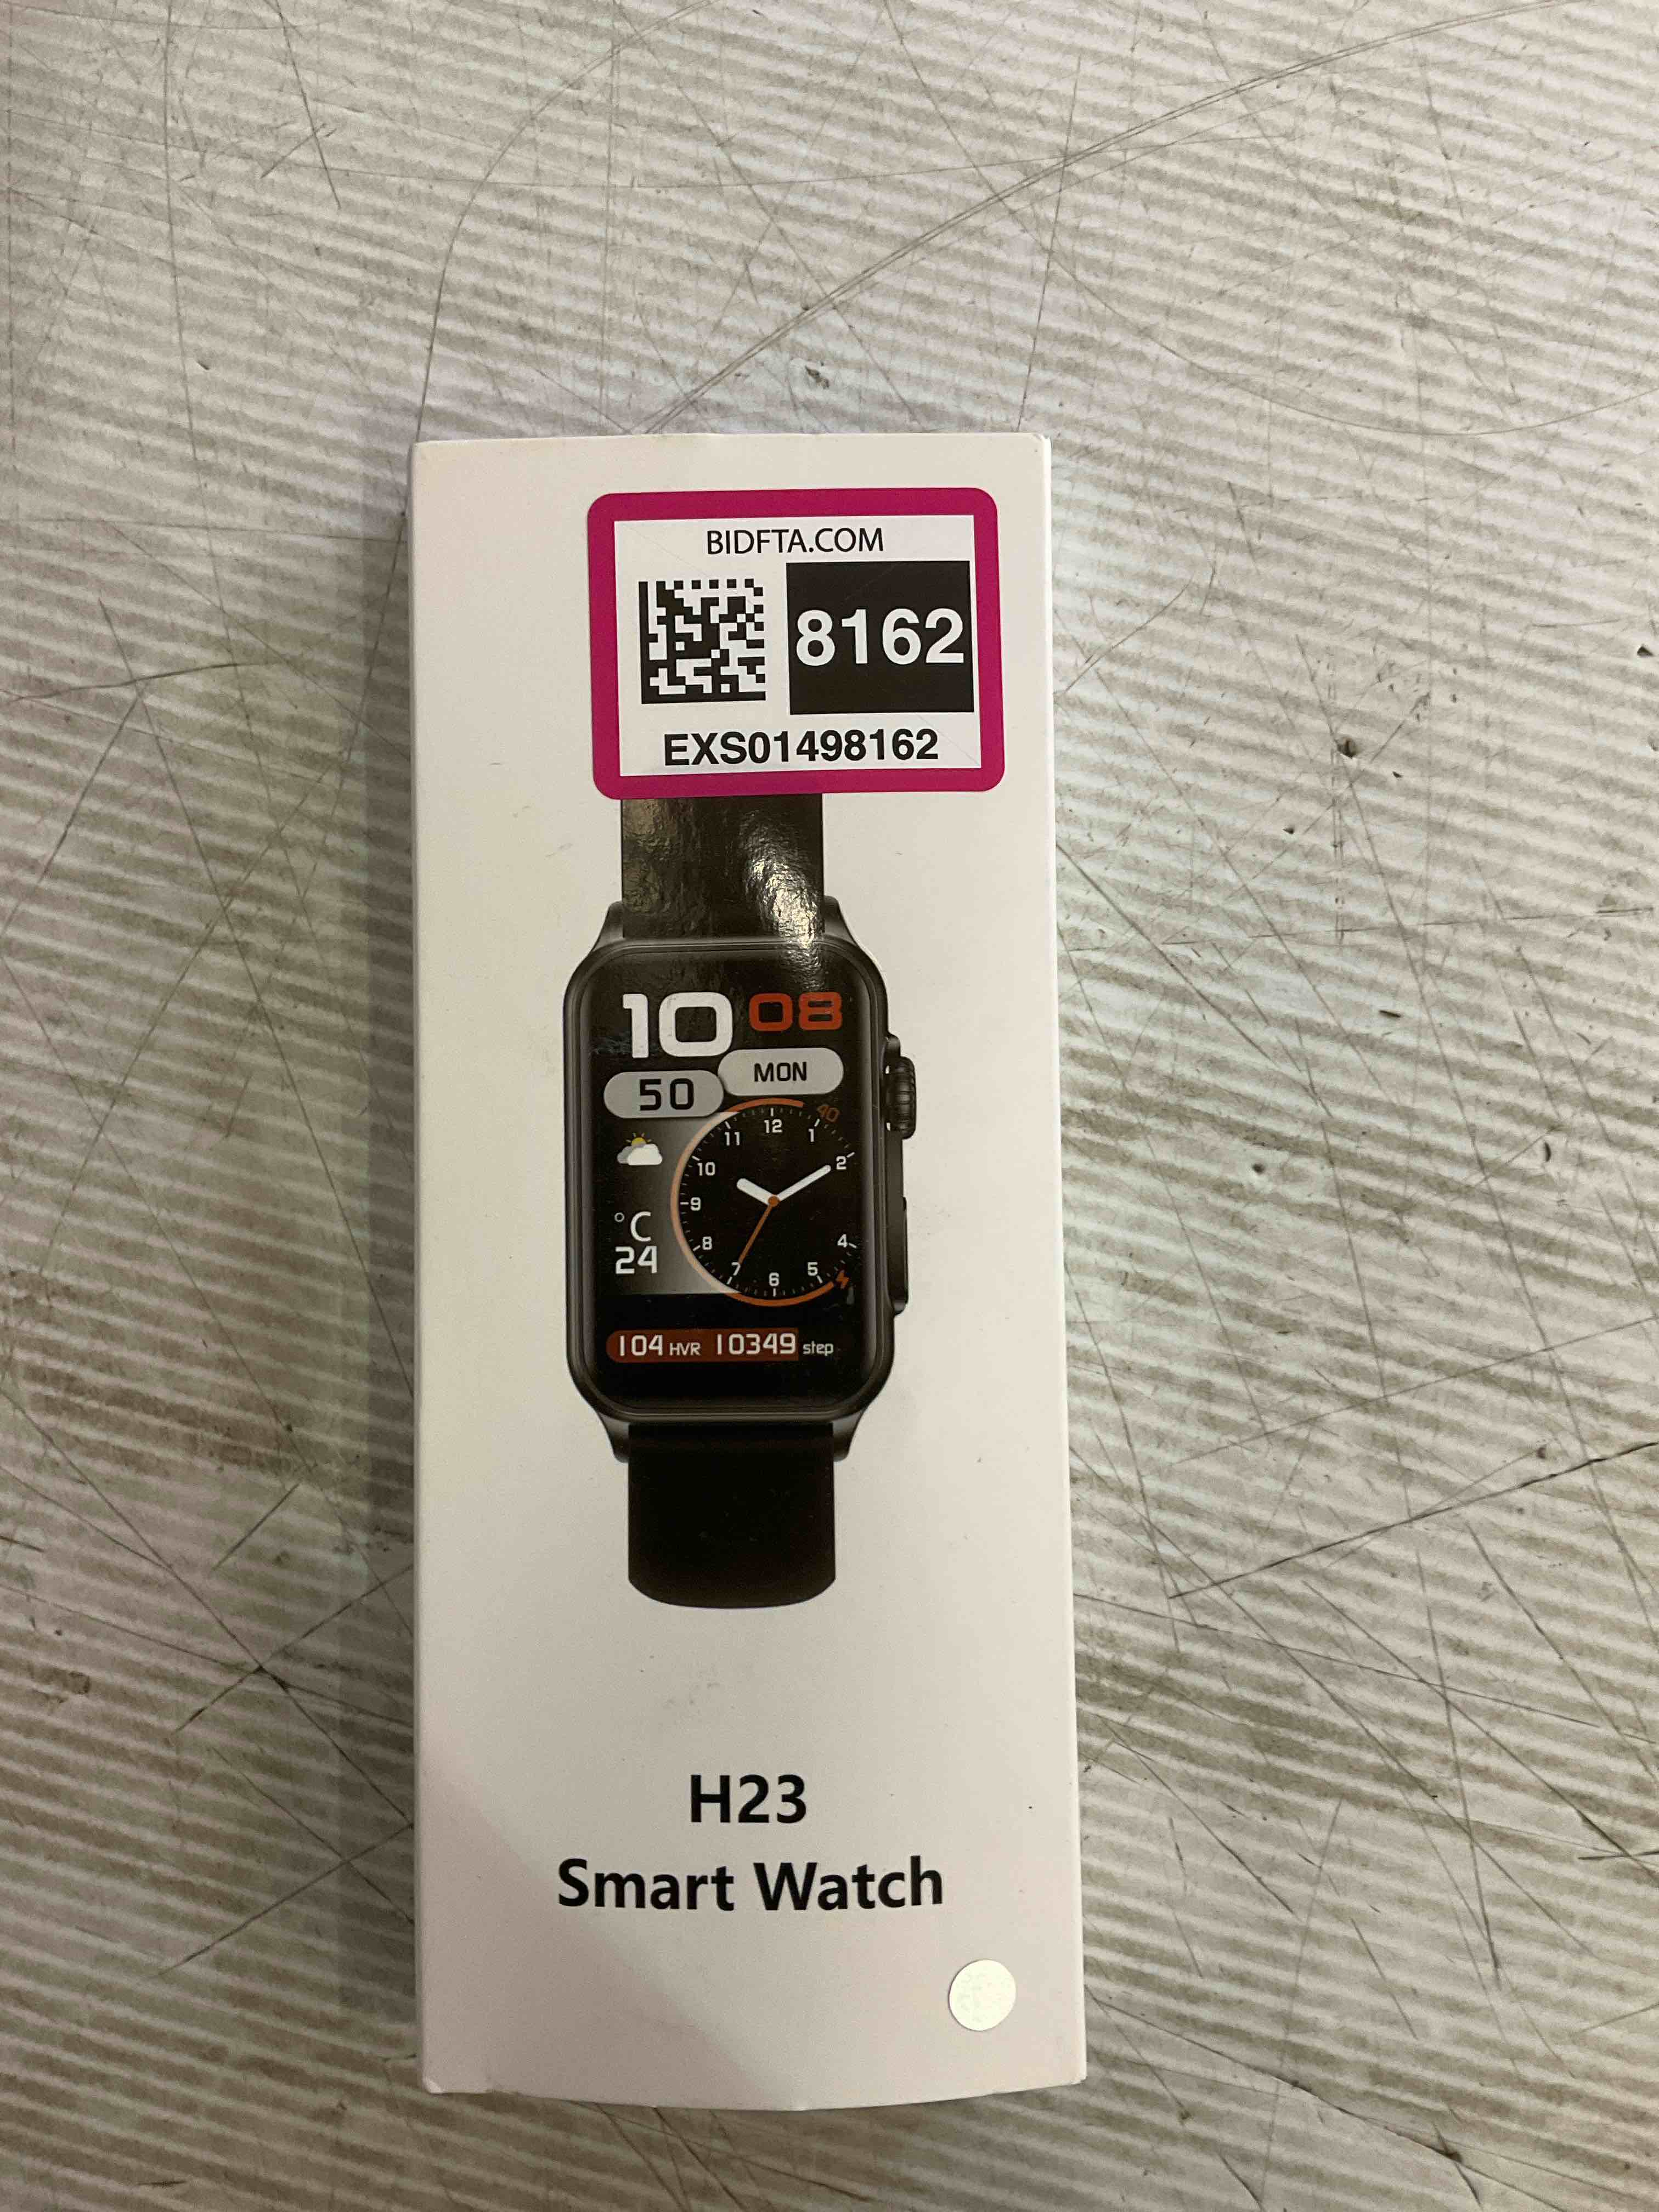 BIDFTA.COM
8162
EXS01498162
10 08
50 MON
40
12
11 1
10 2
9
°C 8 4
24 7 6 5
104 HVR 10349 step
H23
Smart Watch